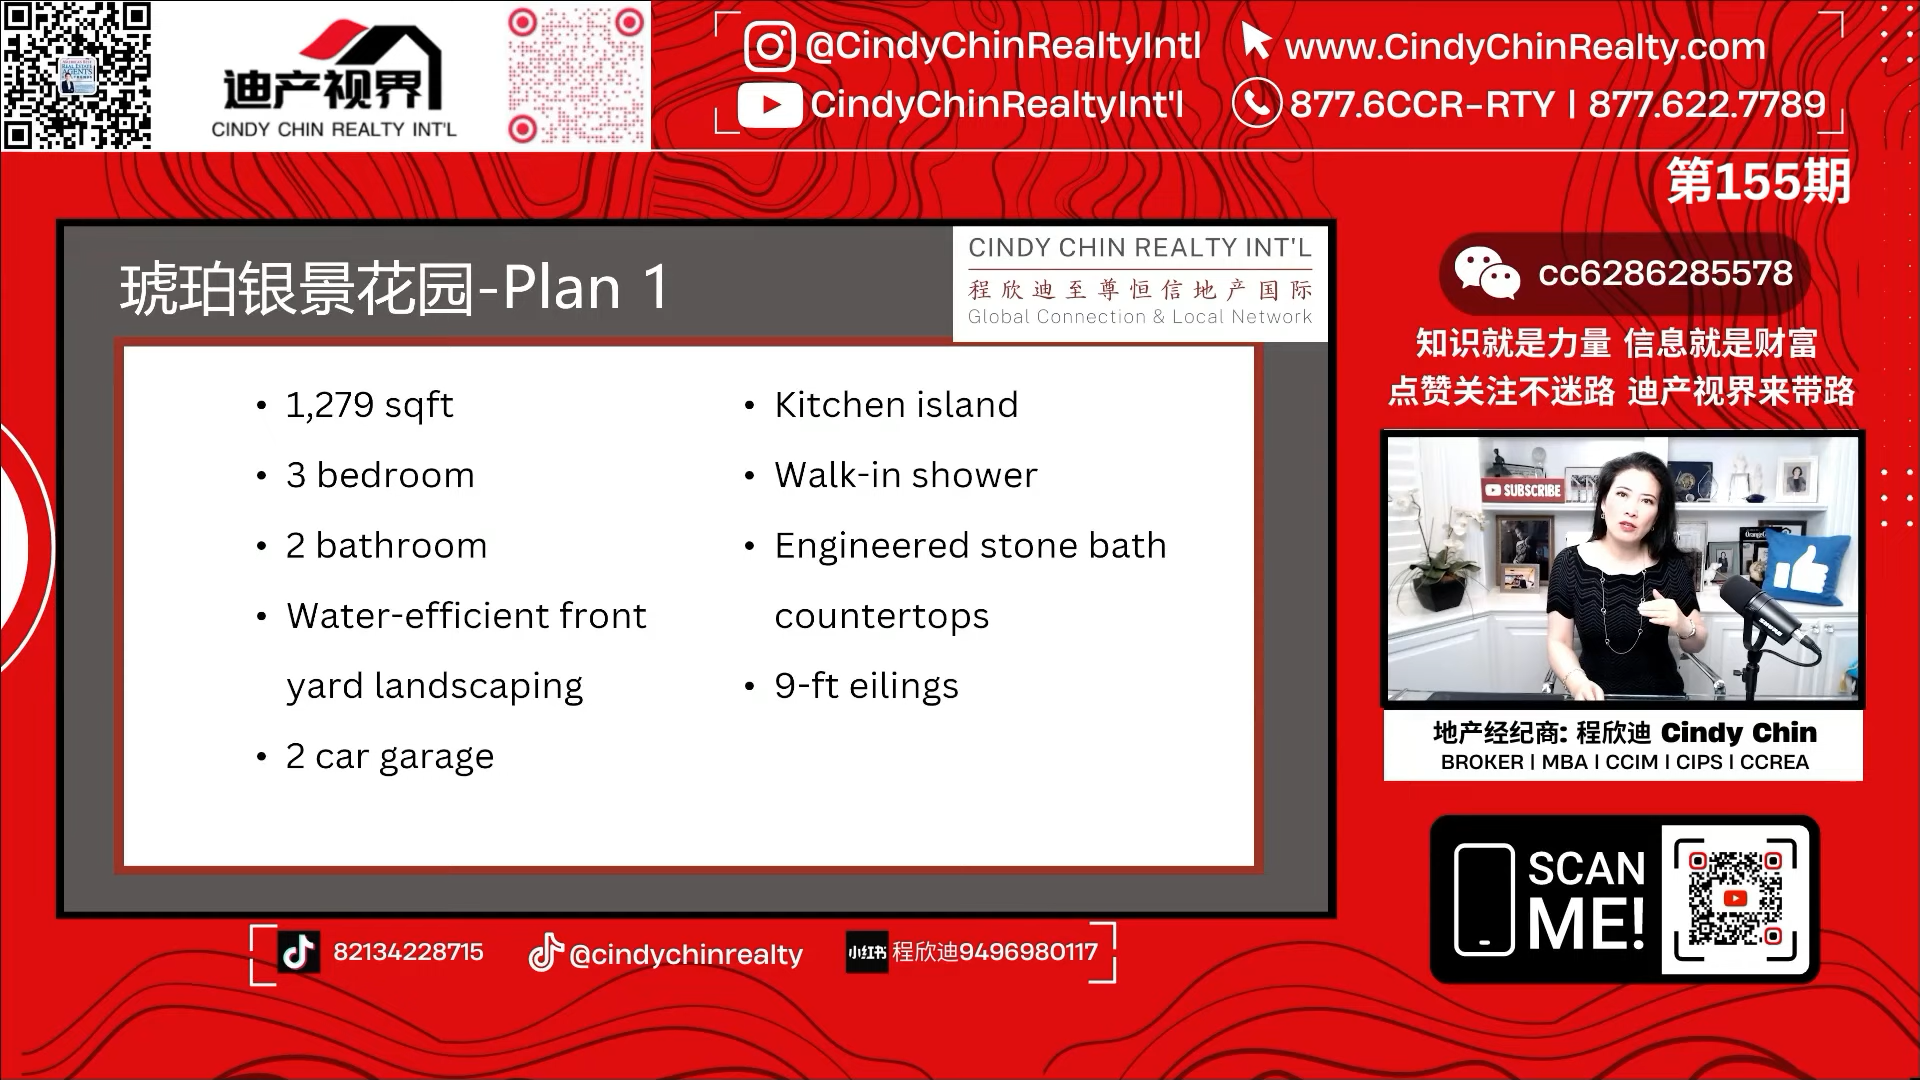 迪产视界
CINDY CHIN REALTY INT'L
@CindyChinRealtyIntl
www.CindyChinRealty.com
CindyChinRealtyInt'l
877.6CCR-RTY | 877.622.7789
第155期
琥珀银景花园-Plan 1
CINDY CHIN REALTY INT'L
程欣迪至尊恒信地产国际
Global Connection & Local Network
• 1,279 sqft
• 3 bedroom
• 2 bathroom
• Water-efficient front
yard landscaping
• 2 car garage
• Kitchen island
• Walk-in shower
• Engineered stone bath
countertops
• 9-ft eilings
cc6286285578
知识就是力量 信息就是财富
点赞关注不迷路 迪产视界来带路
SUBSCRIBE
地产经纪商: 程欣迪 Cindy Chin
BROKER | MBA | CCIM | CIPS | CCREA
SCAN
ME!
82134228715
@cindychinrealty
小红书 程欣迪9496980117